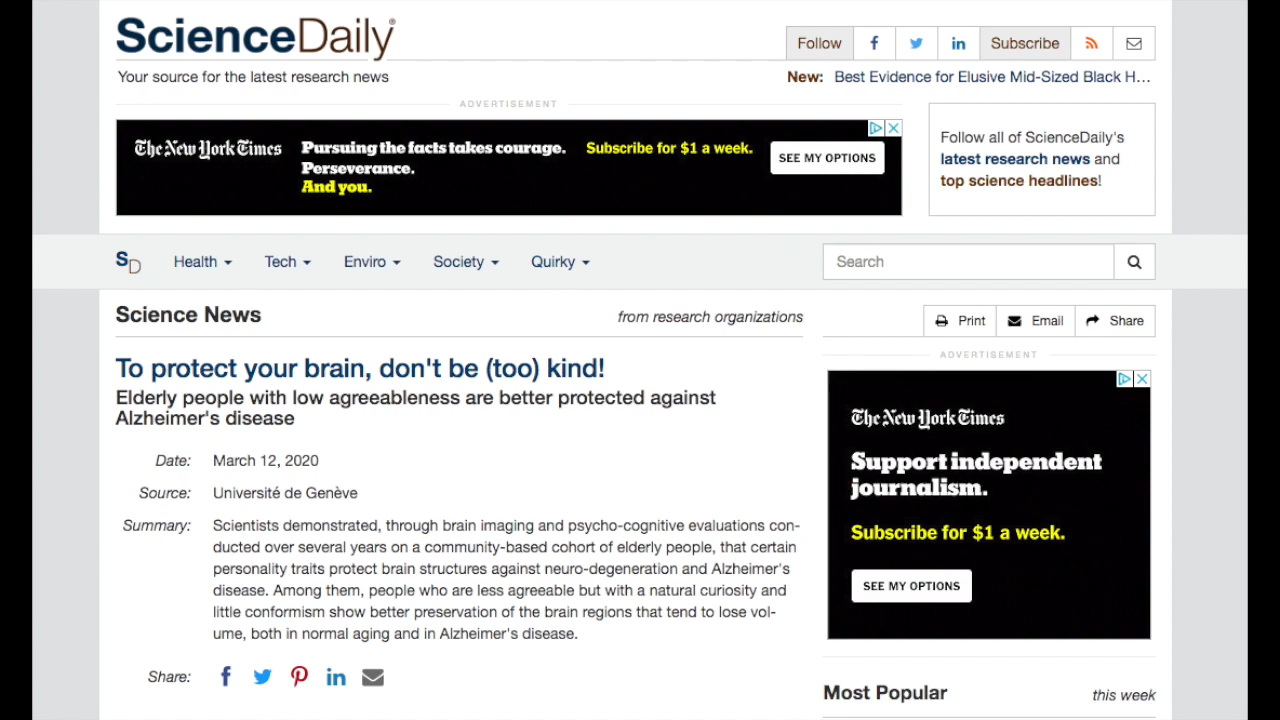 ScienceDaily®
Your source for the latest research news
Follow
Subscribe
New: Best Evidence for Elusive Mid-Sized Black H...
ADVERTISEMENT
The New York Times
Pursuing the facts takes courage.
Perseverance.
And you.
Subscribe for $1 a week.
SEE MY OPTIONS
Follow all of ScienceDaily's
latest research news and
top science headlines!
SD
Health
Tech
Enviro
Society
Quirky
Search
Science News
from research organizations
Print
Email
Share
To protect your brain, don't be (too) kind!
Elderly people with low agreeableness are better protected against
Alzheimer's disease
Date: March 12, 2020
Source: Université de Genève
Summary: Scientists demonstrated, through brain imaging and psycho-cognitive evaluations con-
ducted over several years on a community-based cohort of elderly people, that certain
personality traits protect brain structures against neuro-degeneration and Alzheimer's
disease. Among them, people who are less agreeable but with a natural curiosity and
little conformism show better preservation of the brain regions that tend to lose vol-
ume, both in normal aging and in Alzheimer's disease.
Share:
ADVERTISEMENT
The New York Times
Support independent
journalism.
Subscribe for $1 a week.
SEE MY OPTIONS
Most Popular
this week